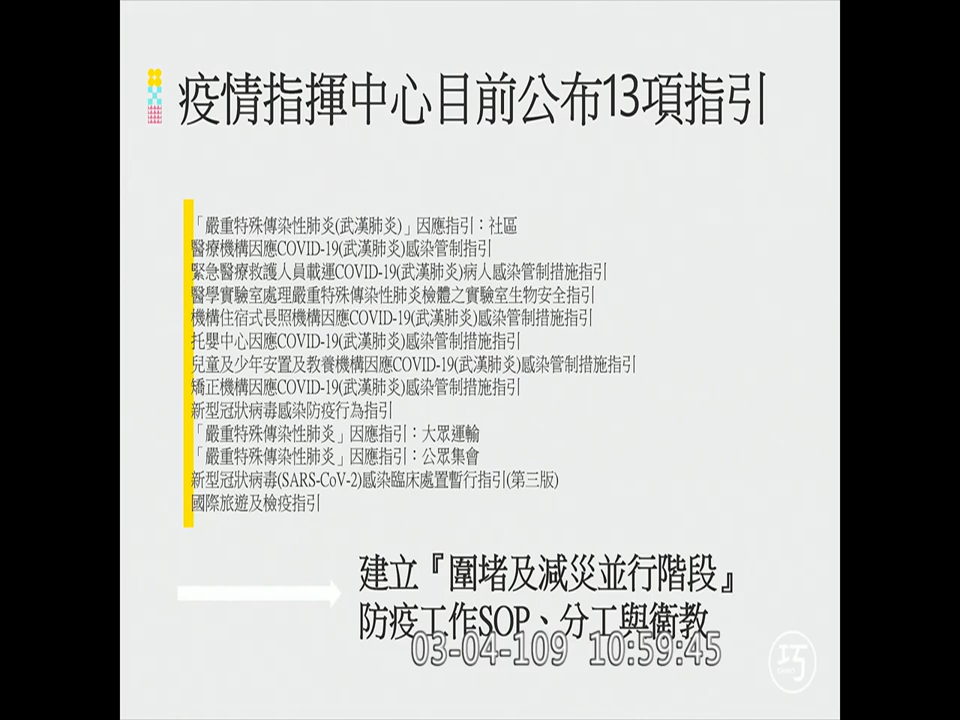 疫情指揮中心目前公布13項指引
「嚴重特殊傳染性肺炎(武漢肺炎)」因應指引：社區
醫療機構因應COVID-19(武漢肺炎)感染管制指引
緊急醫療救護人員載運COVID-19(武漢肺炎)病人感染管制措施指引
醫學實驗室處理嚴重特殊傳染性肺炎檢體之實驗室生物安全指引
機構住宿式長照機構因應COVID-19(武漢肺炎)感染管制措施指引
托嬰中心因應COVID-19(武漢肺炎)感染管制措施指引
兒童及少年安置及教養機構因應COVID-19(武漢肺炎)感染管制措施指引
矯正機構因應COVID-19(武漢肺炎)感染管制措施指引
新型冠狀病毒感染防疫行為指引
「嚴重特殊傳染性肺炎」因應指引：大眾運輸
「嚴重特殊傳染性肺炎」因應指引：公眾集會
新型冠狀病毒(SARS-CoV-2)感染臨床處置暫行指引(第三版)
國際旅遊及檢疫指引
建立『圍堵及減災並行階段』
防疫工作SOP、分工與衛教
03-04-109 10:59:45
巧